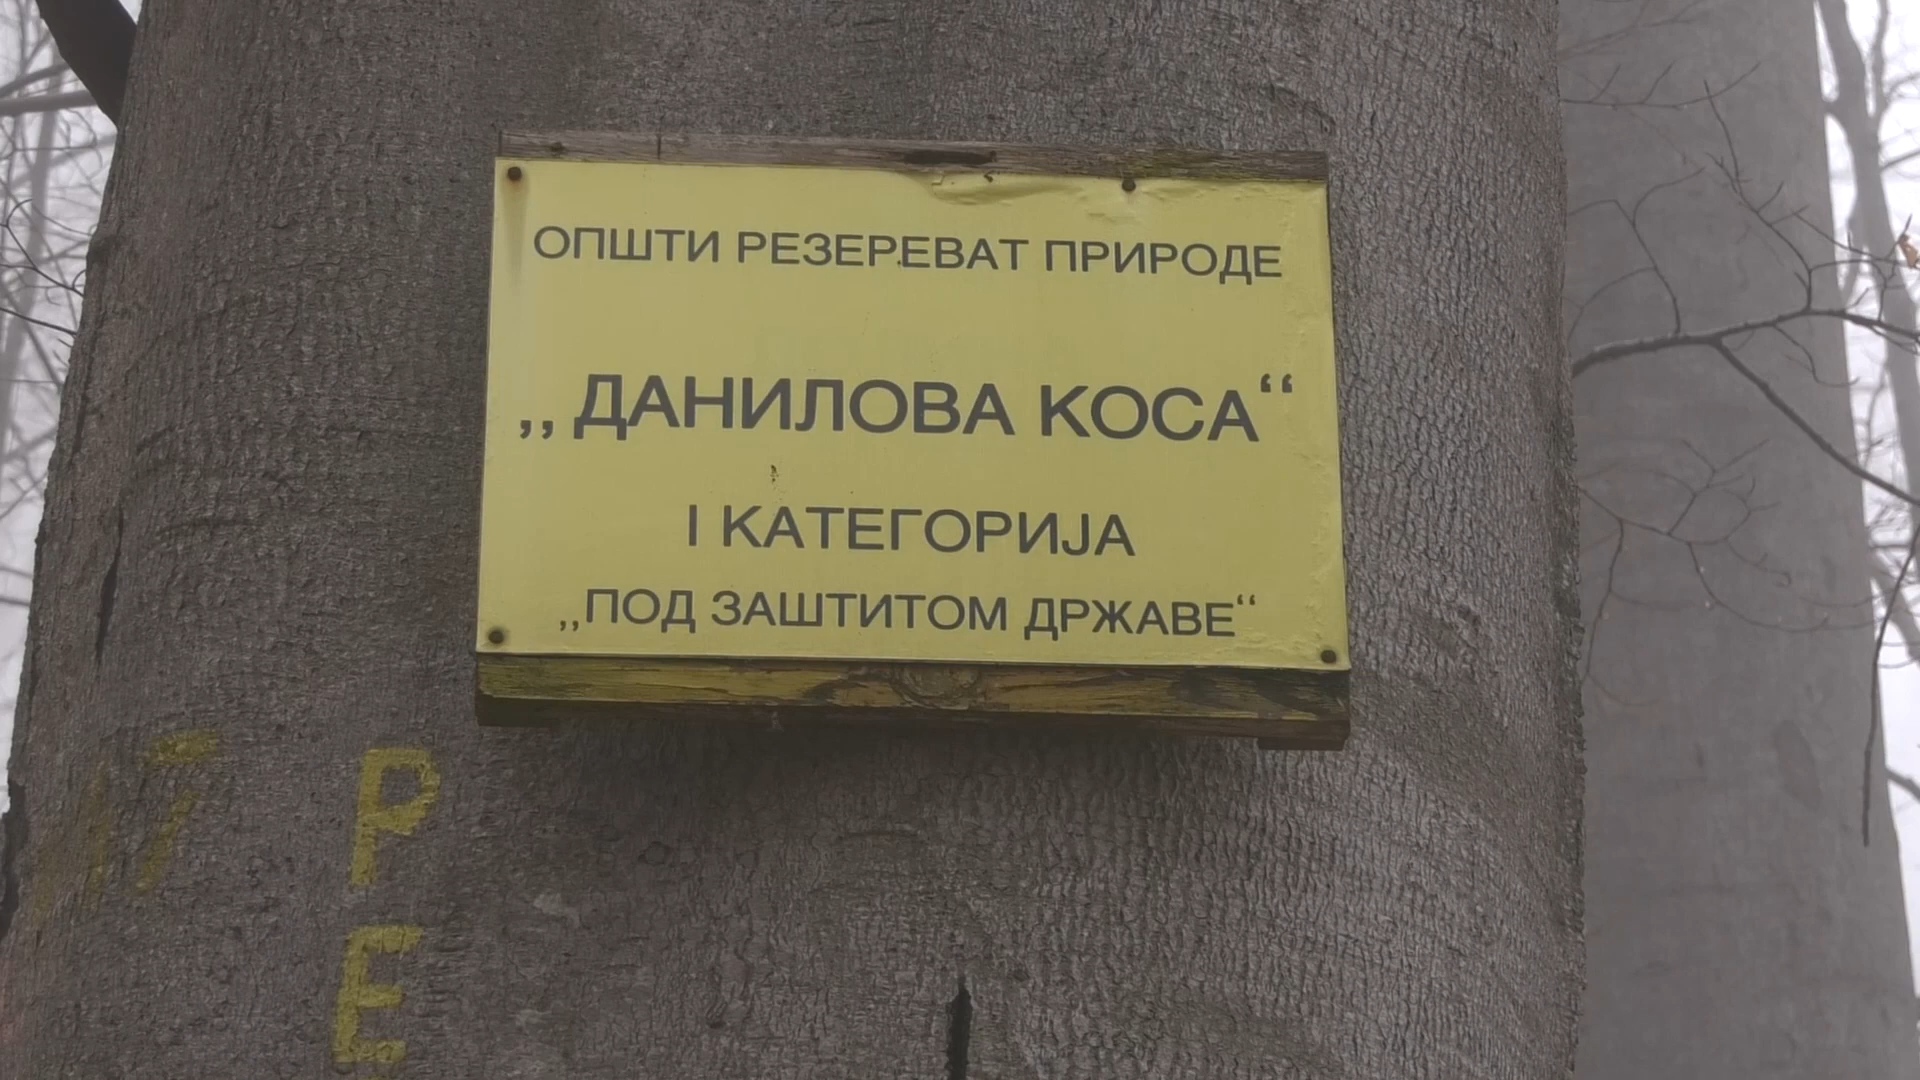 ОПШТИ РЕЗЕРЕВАТ ПРИРОДЕ
„ДАНИЛОВА КОСА“
I КАТЕГОРИЈА
„ПОД ЗАШТИТОМ ДРЖАВЕ“
Р
Е